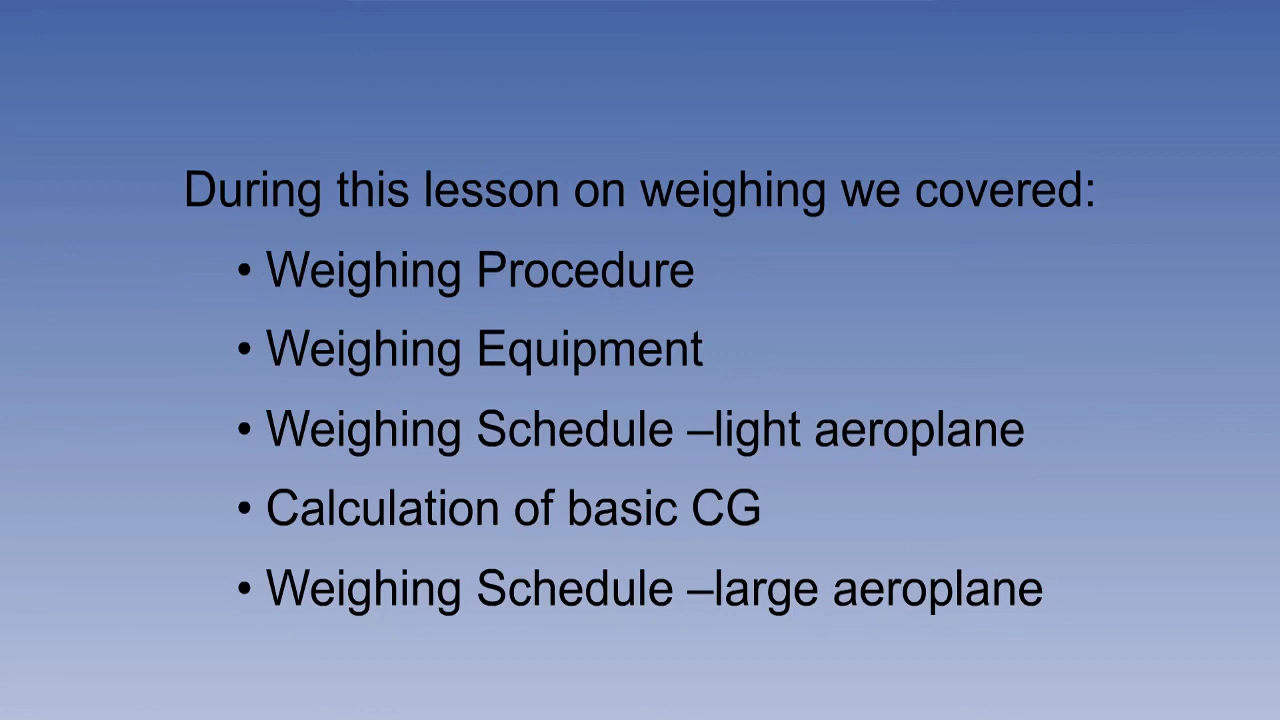 During this lesson on weighing we covered:
• Weighing Procedure
• Weighing Equipment
• Weighing Schedule –light aeroplane
• Calculation of basic CG
• Weighing Schedule –large aeroplane